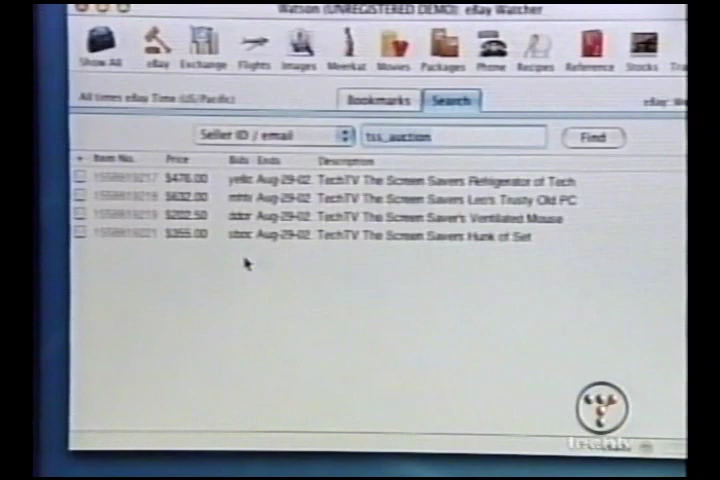 Watson (UNREGISTERED DEMO): eBay Watcher
Show All eBay Exchange Flights Images Meerkat Movies Packages Phone Recipes Reference Stocks
All times eBay Time (US/Pacific)
Bookmarks Search
eBay:
Seller ID / email tss_auction Find
Item No. Price Bids Ends Description
$476.00 Aug-29-02 TechTV The Screen Savers Refrigerator of Tech
$632.00 Aug-29-02 TechTV The Screen Savers Leo's Trusty Old PC
$202.50 Aug-29-02 TechTV The Screen Saver's Ventilated Mouse
$355.00 Aug-29-02 TechTV The Screen Savers Hunk of Set
techtv